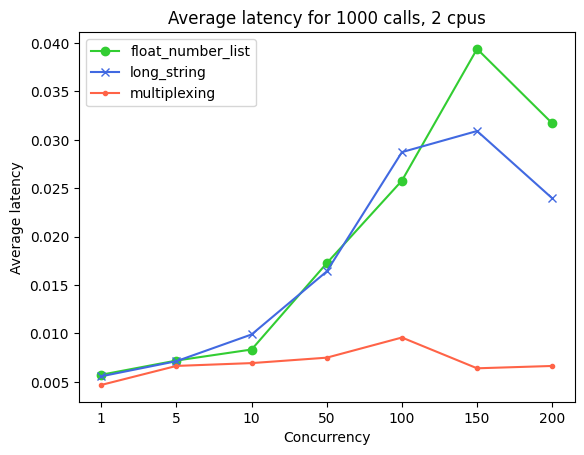 Average latency for 1000 calls, 2 cpus
float_number_list
long_string
multiplexing
Average latency
0.040
0.035
0.030
0.025
0.020
0.015
0.010
0.005
1 5 10 50 100 150 200
Concurrency